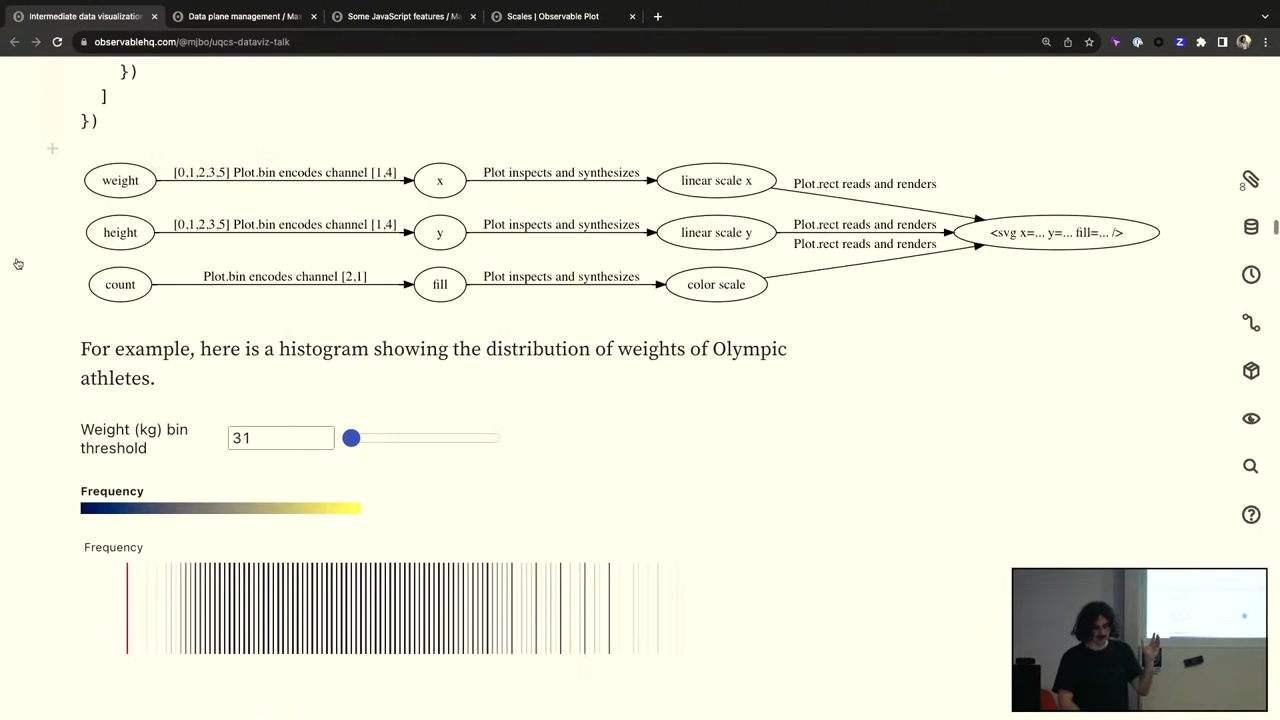 Intermediate data visualization
Data plane management / Max
Some JavaScript features / Ma
Scales | Observable Plot
observablehq.com/@mjbo/uqcs-dataviz-talk
})
]
})
weight
[0,1,2,3,5] Plot.bin encodes channel [1,4]
x
Plot inspects and synthesizes
linear scale x
Plot.rect reads and renders
height
[0,1,2,3,5] Plot.bin encodes channel [1,4]
y
Plot inspects and synthesizes
linear scale y
Plot.rect reads and renders
Plot.rect reads and renders
<svg x=... y=... fill=... />
count
Plot.bin encodes channel [2,1]
fill
Plot inspects and synthesizes
color scale
8
For example, here is a histogram showing the distribution of weights of Olympic
athletes.
Weight (kg) bin
threshold
31
Frequency
Frequency